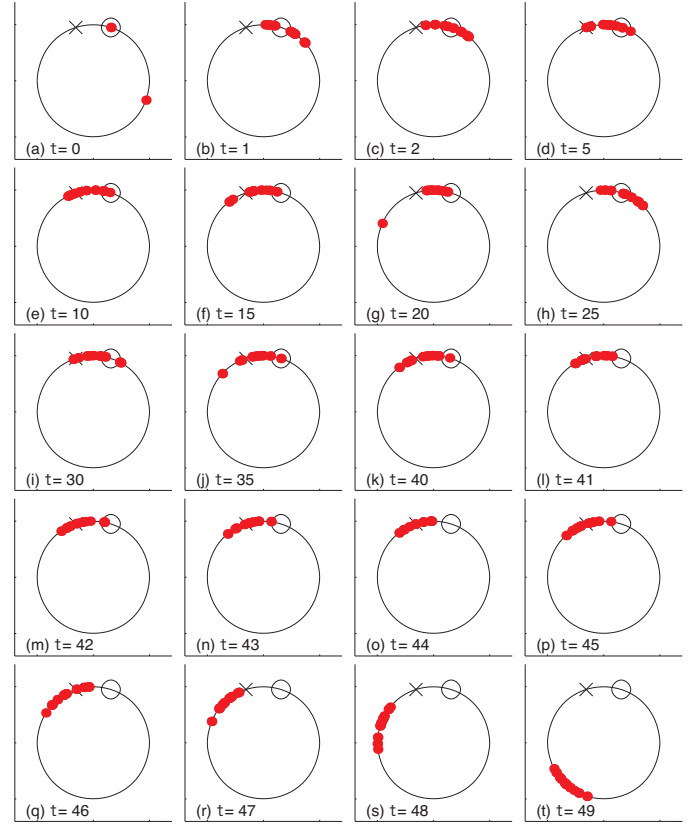 (a) t= 0 (b) t= 1 (c) t= 2 (d) t= 5
(e) t= 10 (f) t= 15 (g) t= 20 (h) t= 25
(i) t= 30 (j) t= 35 (k) t= 40 (l) t= 41
(m) t= 42 (n) t= 43 (o) t= 44 (p) t= 45
(q) t= 46 (r) t= 47 (s) t= 48 (t) t= 49